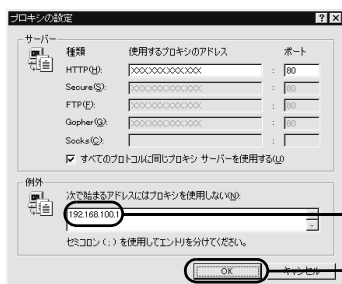 プロキシの設定
サーバー
種類 使用するプロキシのアドレス ポート
HTTP(H): XXXXXXXXXXXX : 80
Secure(S): XXXXXXXXXXXX : 80
FTP(F): XXXXXXXXXXXX : 80
Gopher(G): XXXXXXXXXXXX : 80
Socks(C): :
すべてのプロトコルに同じプロキシ サーバーを使用する(U)
例外
次で始まるアドレスにはプロキシを使用しない(N):
192.168.100.1
セミコロン ( ; ) を使用してエントリを分けてください。
OK キャンセル